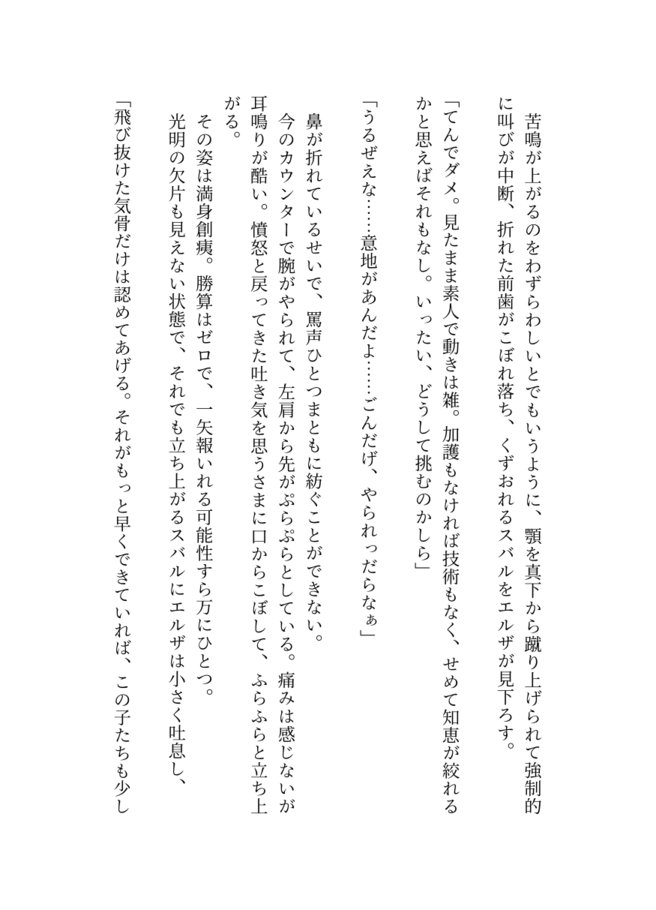 苦鳴が上がるのをわずらわしいとでもいうように、顎を真下から蹴り上げられて強制的
に叫びが中断、折れた前歯がこぼれ落ち、くずおれるスバルをエルザが見下ろす。
「てんでダメ。見たまま素人で動きは雑。加護もなければ技術もなく、せめて知恵が絞れる
かと思えばそれもなし。いったい、どうして挑むのかしら」
「うるぜえな……意地があんだよ……ごんだげ、やられっだらなぁ」
鼻が折れているせいで、罵声ひとつまともに紡ぐことができない。
今のカウンターで腕がやられて、左肩から先がぷらぷらとしている。痛みは感じないが
耳鳴りが酷い。憤怒と戻ってきた吐き気を思うさまに口からこぼして、ふらふらと立ち上
がる。
その姿は満身創痍。勝算はゼロで、一矢報いれる可能性すら万にひとつ。
光明の欠片も見えない状態で、それでも立ち上がるスバルにエルザは小さく吐息し、
「飛び抜けた気骨だけは認めてあげる。それがもっと早くできていれば、この子たちも少し